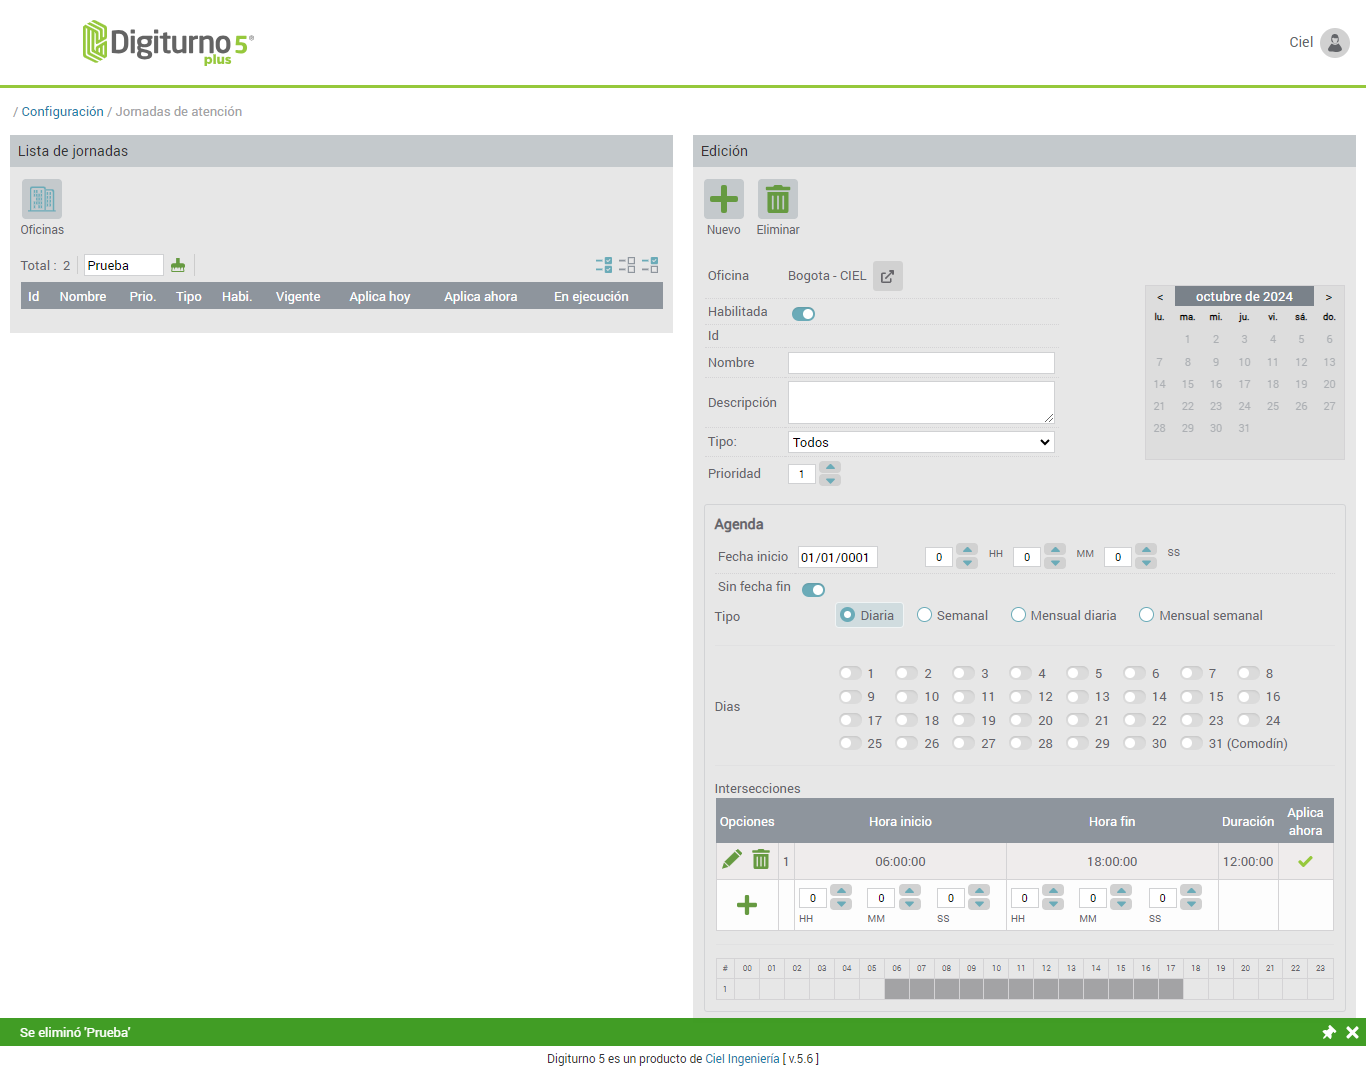 Digiturno 5®
plus
Ciel
/ Configuración / Jornadas de atención
Lista de jornadas
Oficinas
Total : 2 Prueba
Id Nombre Prio. Tipo Habi. Vigente Aplica hoy Aplica ahora En ejecución
Edición
Nuevo Eliminar
Oficina Bogota - CIEL
Habilitada
Id
Nombre
Descripción
Tipo: Todos
Prioridad 1
< octubre de 2024 >
lu. ma. mi. ju. vi. sá. do.
1 2 3 4 5 6
7 8 9 10 11 12 13
14 15 16 17 18 19 20
21 22 23 24 25 26 27
28 29 30 31
Agenda
Fecha inicio 01/01/0001 0 HH 0 MM 0 SS
Sin fecha fin
Tipo Diaria Semanal Mensual diaria Mensual semanal
Dias
1 2 3 4 5 6 7 8
9 10 11 12 13 14 15 16
17 18 19 20 21 22 23 24
25 26 27 28 29 30 31 (Comodín)
Intersecciones
Opciones Hora inicio Hora fin Duración Aplica ahora
1 06:00:00 18:00:00 12:00:00
0 0 0 0 0 0
HH MM SS HH MM SS
# 00 01 02 03 04 05 06 07 08 09 10 11 12 13 14 15 16 17 18 19 20 21 22 23
1
Se eliminó 'Prueba'
Digiturno 5 es un producto de Ciel Ingeniería [ v.5.6 ]